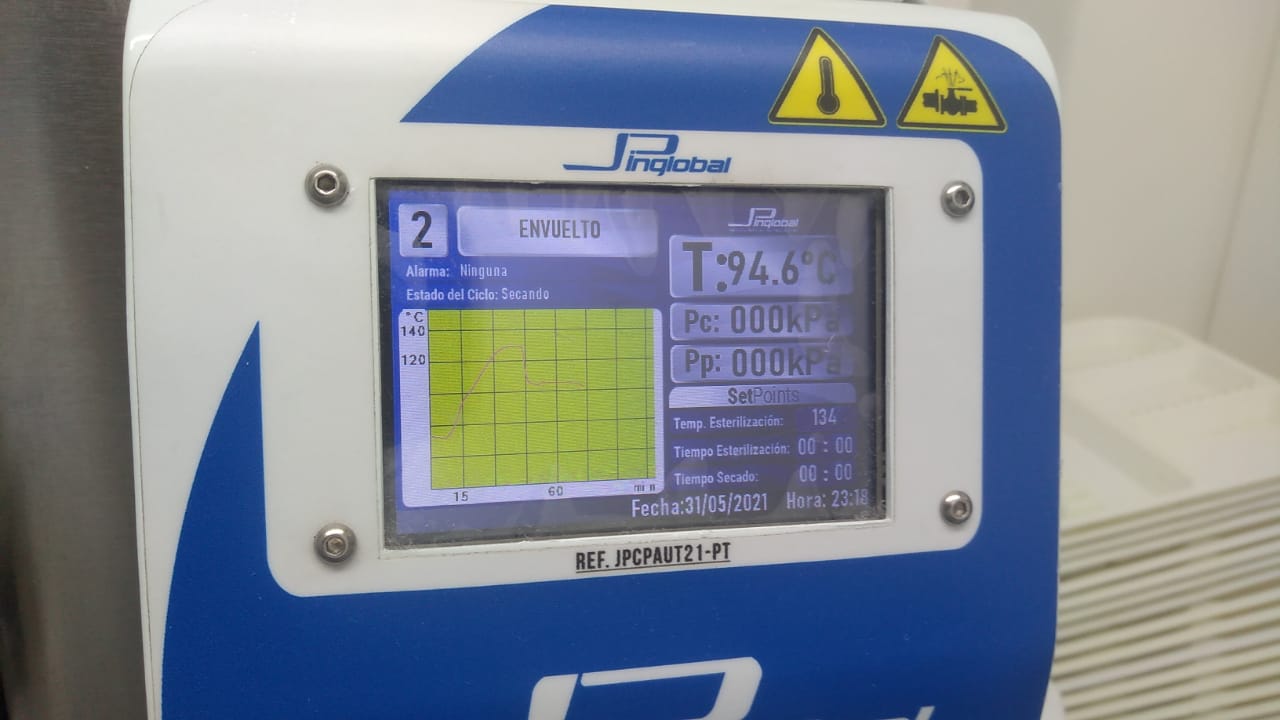 JPinglobal
2 ENVUELTO
JPinglobal
Alarma: Ninguna
Estado del Ciclo: Secando
T:94.6°C
Pc: 000kPa
Pp: 000kPa
SetPoints
Temp. Esterilización: 134
Tiempo Esterilización: 00 : 00
Tiempo Secado: 00 : 00
°C
140
120
15 60 min
Fecha:31/05/2021 Hora: 23:18
REF. JPCPAUT21-PT